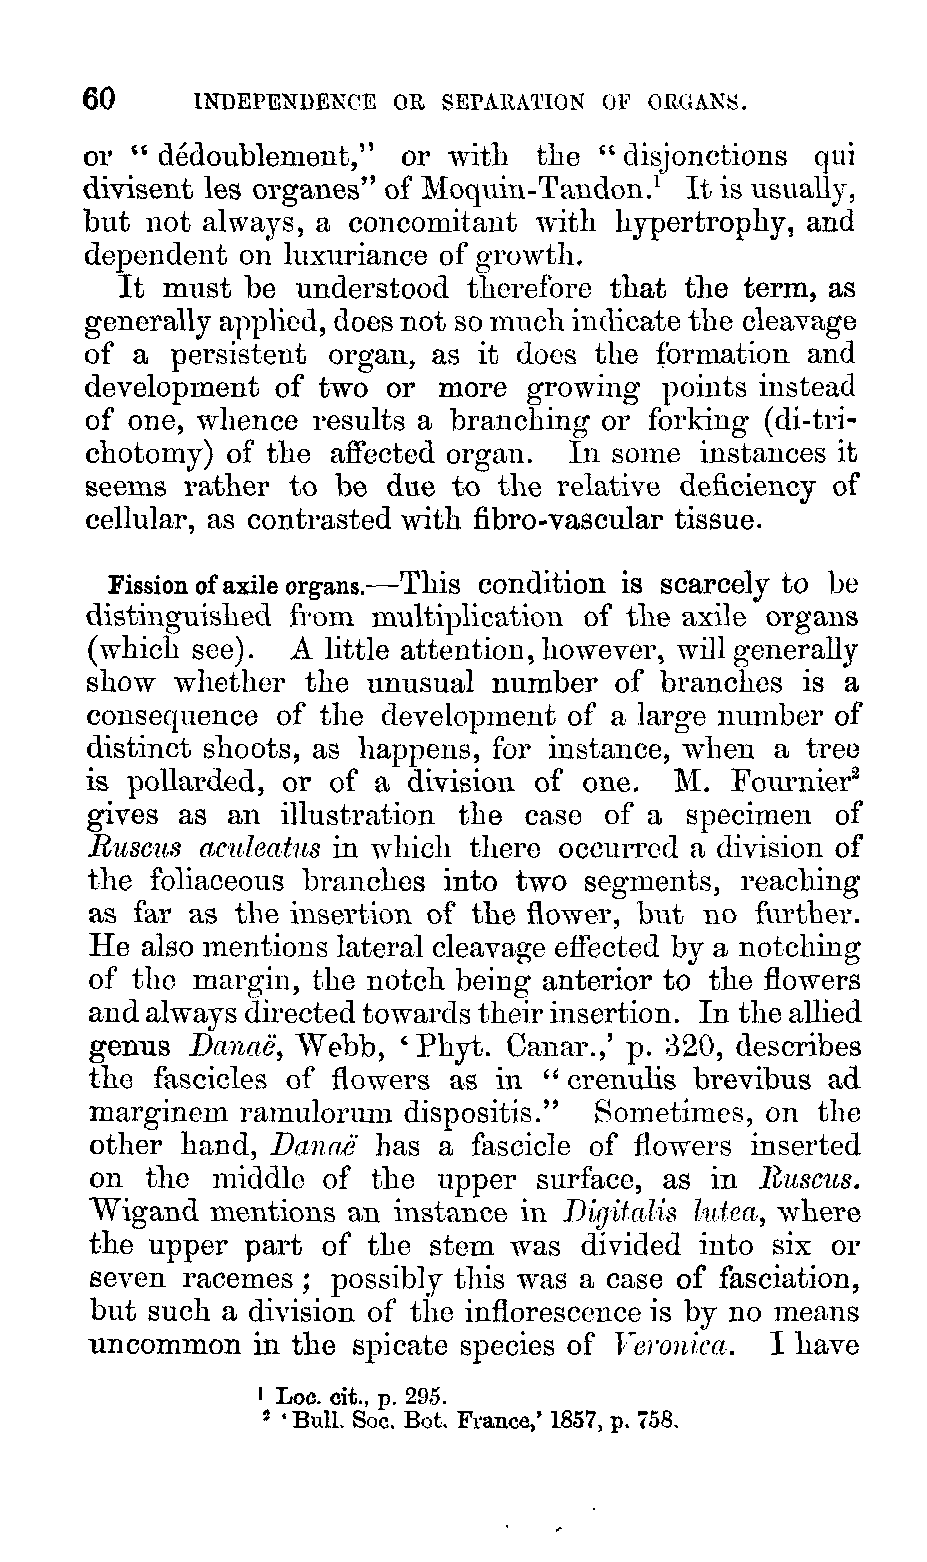 60 INDEPENDENCE OR SEPARATION OF ORGANS.
or “ dédoublement,” or with the “ disjonctions qui
divisent les organes” of Moquin-Tandon.¹ It is usually,
but not always, a concomitant with hypertrophy, and
dependent on luxuriance of growth.
It must be understood therefore that the term, as
generally applied, does not so much indicate the cleavage
of a persistent organ, as it does the formation and
development of two or more growing points instead
of one, whence results a branching or forking (di-tri-
chotomy) of the affected organ. In some instances it
seems rather to be due to the relative deficiency of
cellular, as contrasted with fibro-vascular tissue.
Fission of axile organs.—This condition is scarcely to be
distinguished from multiplication of the axile organs
(which see). A little attention, however, will generally
show whether the unusual number of branches is a
consequence of the development of a large number of
distinct shoots, as happens, for instance, when a tree
is pollarded, or of a division of one. M. Fournier²
gives as an illustration the case of a specimen of
Ruscus aculeatus in which there occurred a division of
the foliaceous branches into two segments, reaching
as far as the insertion of the flower, but no further.
He also mentions lateral cleavage effected by a notching
of the margin, the notch being anterior to the flowers
and always directed towards their insertion. In the allied
genus Danaë, Webb, ‘ Phyt. Canar.,’ p. 320, describes
the fascicles of flowers as in “ crenulis brevibus ad
marginem ramulorum dispositis.” Sometimes, on the
other hand, Danaë has a fascicle of flowers inserted
on the middle of the upper surface, as in Ruscus.
Wigand mentions an instance in Digitalis lutea, where
the upper part of the stem was divided into six or
seven racemes ; possibly this was a case of fasciation,
but such a division of the inflorescence is by no means
uncommon in the spicate species of Veronica. I have
¹ Loc. cit., p. 295.
² ‘ Bull. Soc. Bot. France,’ 1857, p. 758.